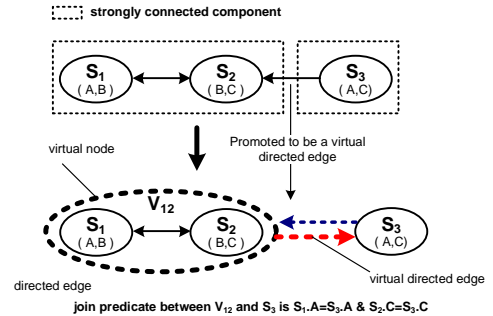 strongly connected component
S1 S2 S3
( A,B ) ( B,C ) ( A,C )
Promoted to be a virtual
directed edge
virtual node
V12
S1 S2 S3
( A,B ) ( B,C ) ( A,C )
directed edge
virtual directed edge
join predicate between V12 and S3 is S1.A=S3.A & S2.C=S3.C